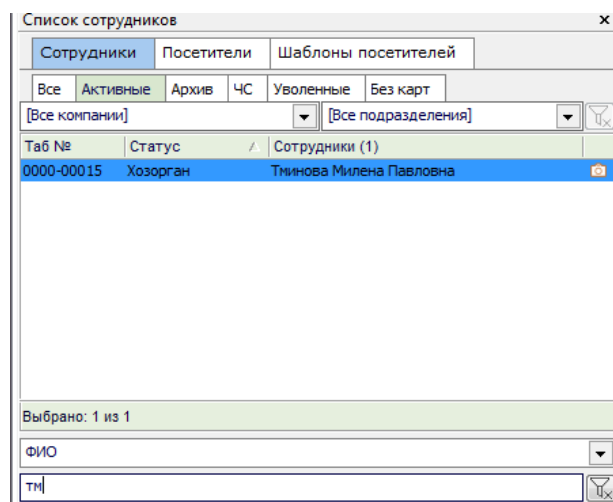 Список сотрудников x
Сотрудники Посетители Шаблоны посетителей
Все Активные Архив ЧС Уволенные Без карт
[Все компании] [Все подразделения]
Таб № Статус Сотрудники (1)
0000-00015 Хозорган Тминова Милена Павловна
Выбрано: 1 из 1
ФИО
тм